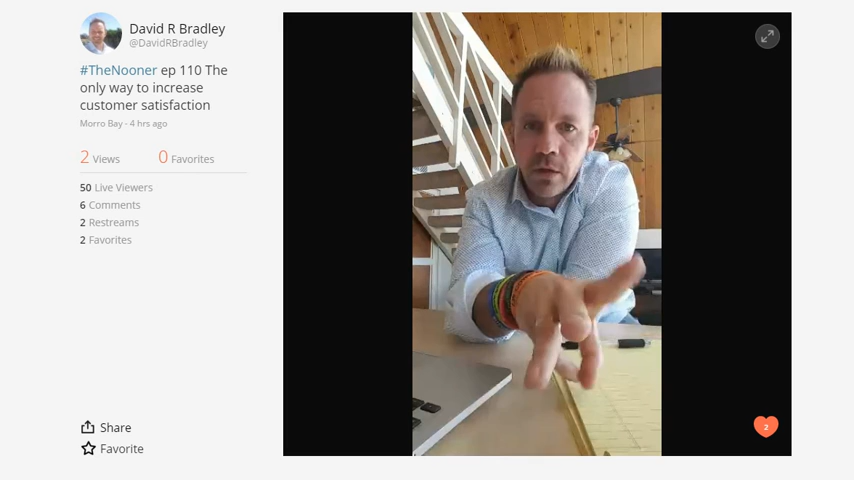 David R Bradley
@DavidRBradley
#TheNooner ep 110 The
only way to increase
customer satisfaction
Morro Bay - 4 hrs ago
2 Views 0 Favorites
50 Live Viewers
6 Comments
2 Restreams
2 Favorites
Share
Favorite
2